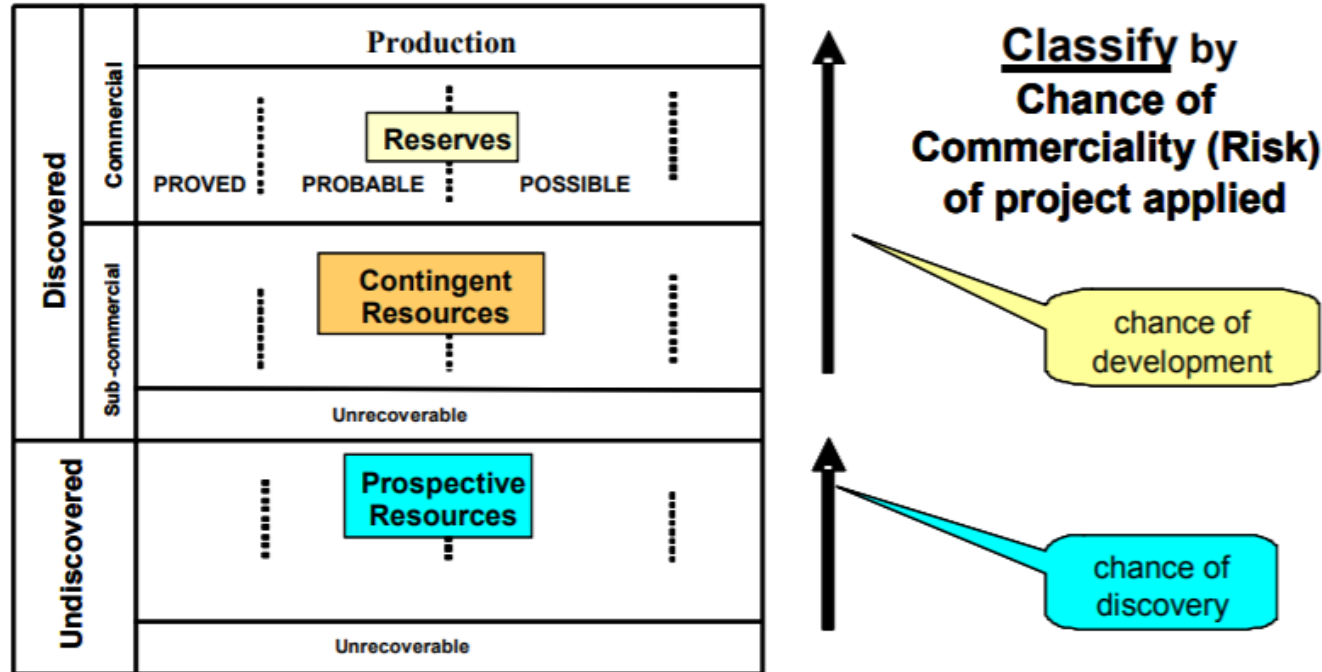 Production
Discovered
Commercial
Reserves
PROVED PROBABLE POSSIBLE
Sub-commercial
Contingent
Resources
Unrecoverable
Undiscovered
Prospective
Resources
Unrecoverable
Classify by
Chance of
Commerciality (Risk)
of project applied
chance of
development
chance of
discovery